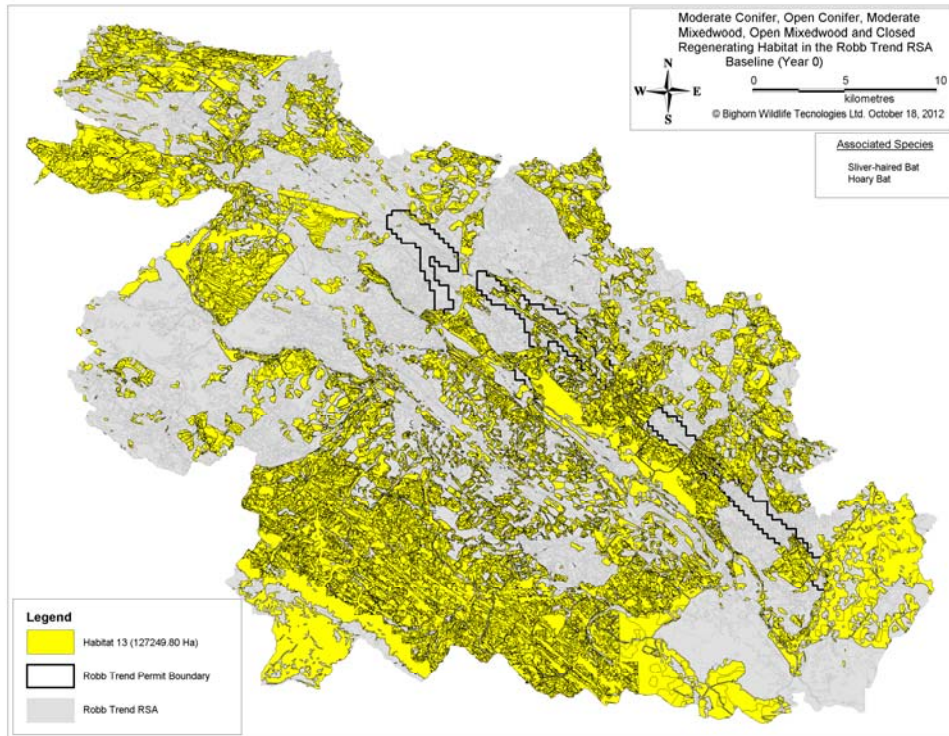 Moderate Conifer, Open Conifer, Moderate
Mixedwood, Open Mixedwood and Closed
Regenerating Habitat in the Robb Trend RSA
Baseline (Year 0)
N
W E
S
0 5 10
kilometres
© Bighorn Wildlife Tecnologies Ltd. October 18, 2012
Associated Species
Sliver-haired Bat
Hoary Bat
Legend
Habitat 13 (127249.80 Ha)
Robb Trend Permit Boundary
Robb Trend RSA